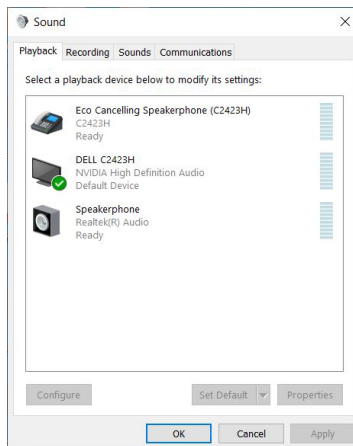 Sound
Playback Recording Sounds Communications
Select a playback device below to modify its settings:
Eco Cancelling Speakerphone (C2423H)
C2423H
Ready
DELL C2423H
NVIDIA High Definition Audio
Default Device
Speakerphone
Realtek(R) Audio
Ready
Configure Set Default Properties
OK Cancel Apply